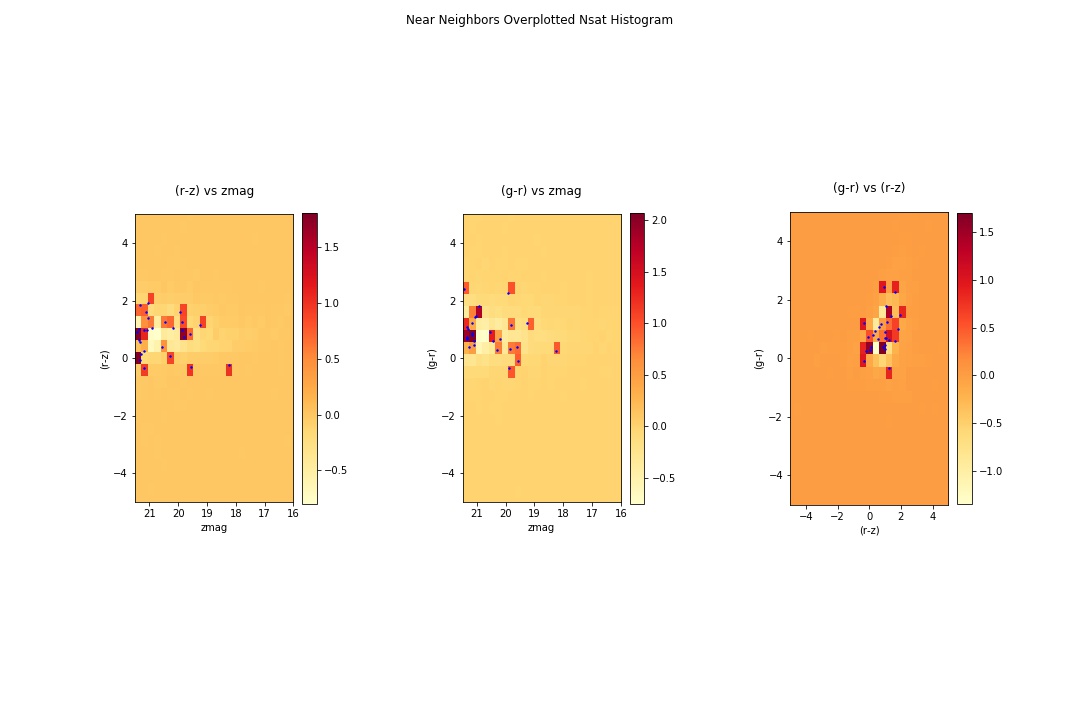 Near Neighbors Overplotted Nsat Histogram
(r-z) vs zmag
4
2
0
−2
−4
(r-z)
21 20 19 18 17 16
zmag
1.5
1.0
0.5
0.0
−0.5
(g-r) vs zmag
4
2
0
−2
−4
(g-r)
21 20 19 18 17 16
zmag
2.0
1.5
1.0
0.5
0.0
−0.5
(g-r) vs (r-z)
4
2
0
−2
−4
(g-r)
−4 −2 0 2 4
(r-z)
1.5
1.0
0.5
0.0
−0.5
−1.0